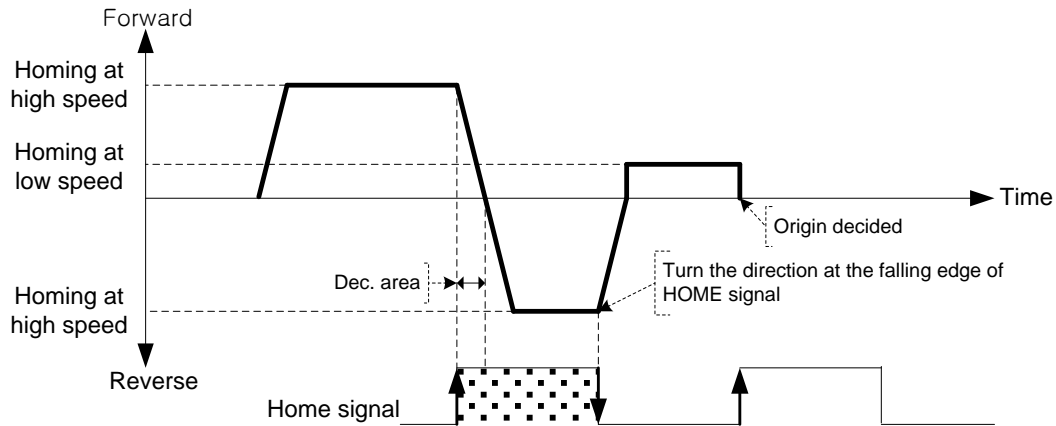 Forward
Homing at
high speed
Homing at
low speed
Time
Origin decided
Dec. area
Turn the direction at the falling edge of
HOME signal
Homing at
high speed
Reverse
Home signal